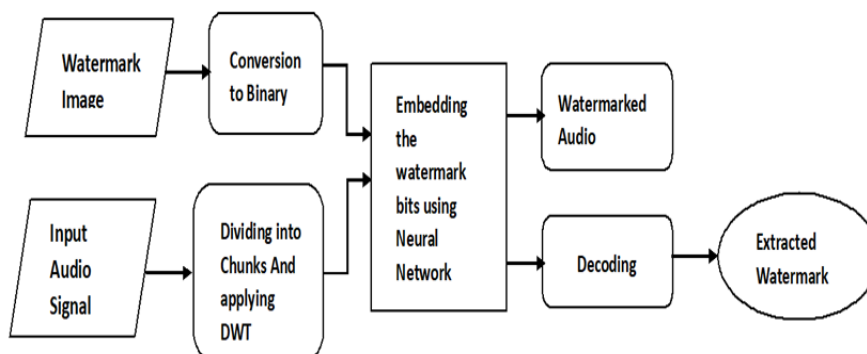 Watermark
Image
Conversion
to Binary
Embedding
the
watermark
bits using
Neural
Network
Watermarked
Audio
Input
Audio
Signal
Dividing into
Chunks And
applying
DWT
Decoding
Extracted
Watermark